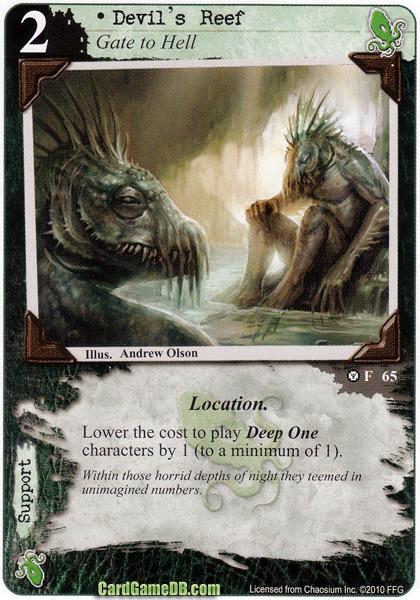 2
• Devil's Reef
Gate to Hell
Illus. Andrew Olson
F 65
Location.
Lower the cost to play Deep One
characters by 1 (to a minimum of 1).
Within those horrid depths of night they teemed in
unimagined numbers.
Support
CardGameDB.com
Licensed from Chaosium Inc. ©2010 FFG